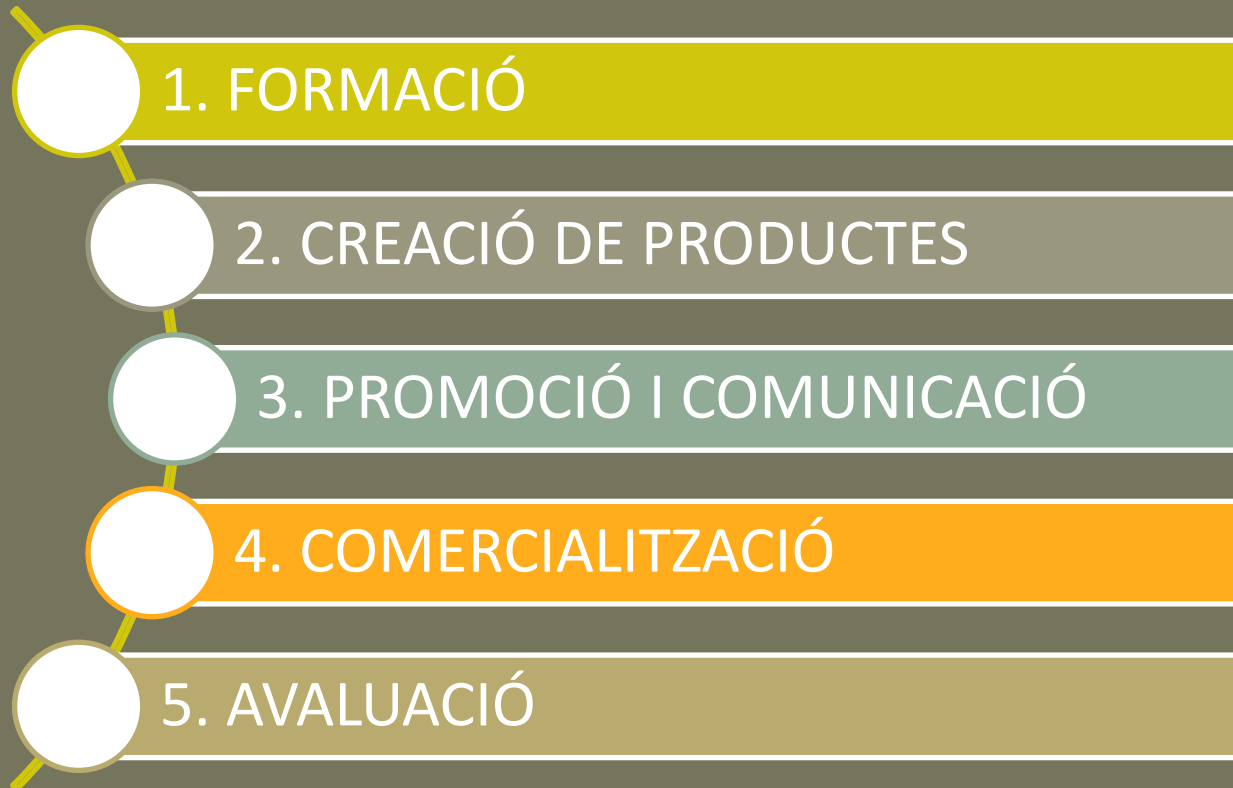 1. FORMACIÓ
2. CREACIÓ DE PRODUCTES
3. PROMOCIÓ I COMUNICACIÓ
4. COMERCIALITZACIÓ
5. AVALUACIÓ